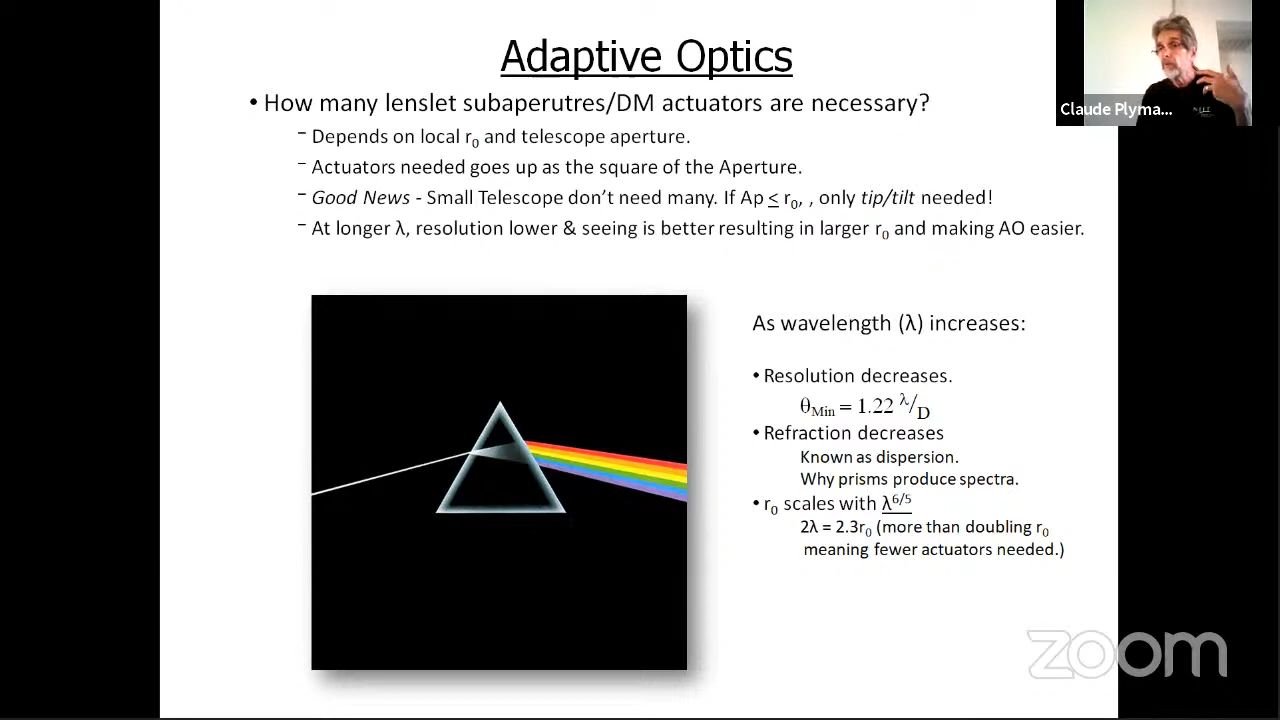 Adaptive Optics
• How many lenslet subaperutres/DM actuators are necessary?
– Depends on local r₀ and telescope aperture.
– Actuators needed goes up as the square of the Aperture.
– Good News - Small Telescope don't need many. If Ap ≤ r₀, , only tip/tilt needed!
– At longer λ, resolution lower & seeing is better resulting in larger r₀ and making AO easier.
As wavelength (λ) increases:
• Resolution decreases.
θMin = 1.22 λ/D
• Refraction decreases
Known as dispersion.
Why prisms produce spectra.
• r₀ scales with λ6/5
2λ = 2.3r₀ (more than doubling r₀
meaning fewer actuators needed.)
Claude Plyma...
zoom